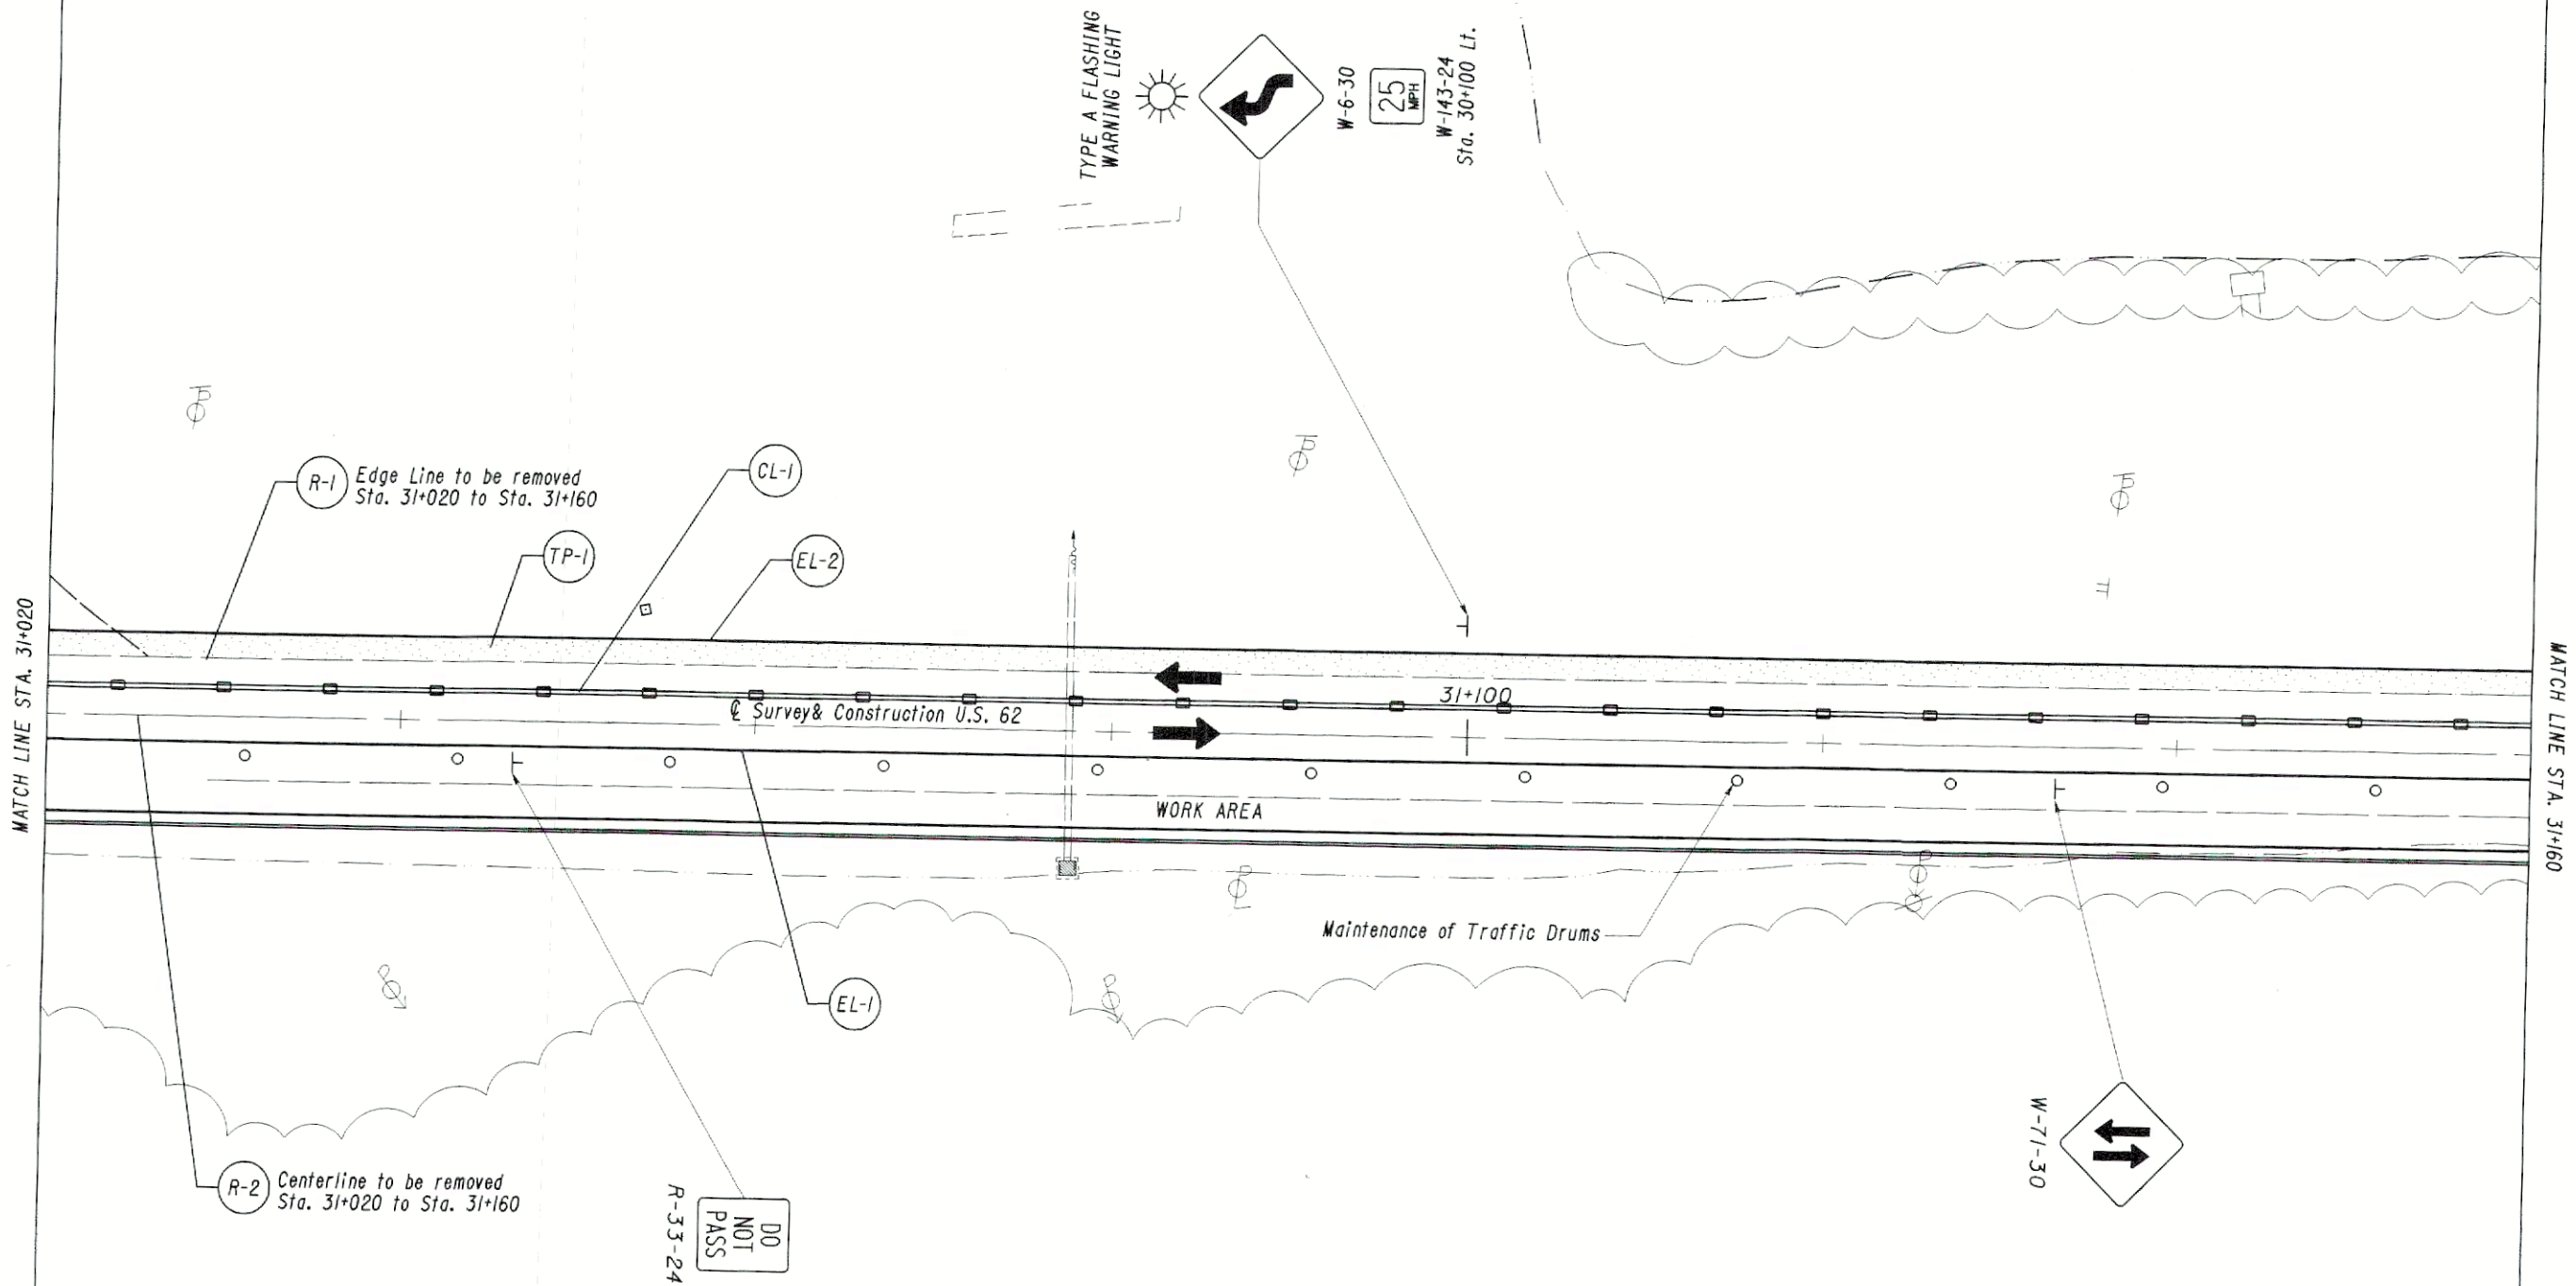 TYPE A FLASHING
WARNING LIGHT
W-6-30
25
MPH
W-143-24
Sta. 30+100 Lt.
R-1
Edge Line to be removed
Sta. 31+020 to Sta. 31+160
CL-1
TP-1
EL-2
MATCH LINE STA. 31+020
31+100
℄ Survey& Construction U.S. 62
WORK AREA
MATCH LINE STA. 31+160
Maintenance of Traffic Drums
EL-1
R-2
Centerline to be removed
Sta. 31+020 to Sta. 31+160
R-33-24
DO
NOT
PASS
W-71-30